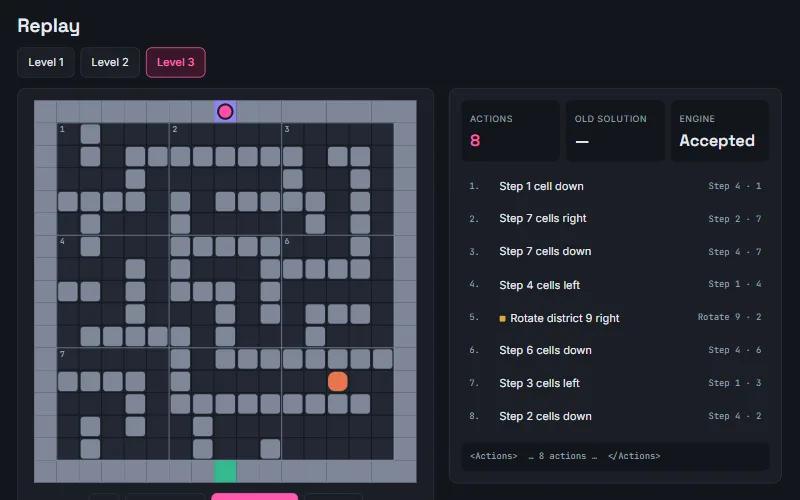 Replay
Level 1 Level 2 Level 3
1 2 3
4 6
7
ACTIONS OLD SOLUTION ENGINE
8 — Accepted
1. Step 1 cell down Step 4 · 1
2. Step 7 cells right Step 2 · 7
3. Step 7 cells down Step 4 · 7
4. Step 4 cells left Step 1 · 4
5. Rotate district 9 right Rotate 9 · 2
6. Step 6 cells down Step 4 · 6
7. Step 3 cells left Step 1 · 3
8. Step 2 cells down Step 4 · 2
<Actions> … 8 actions … </Actions>